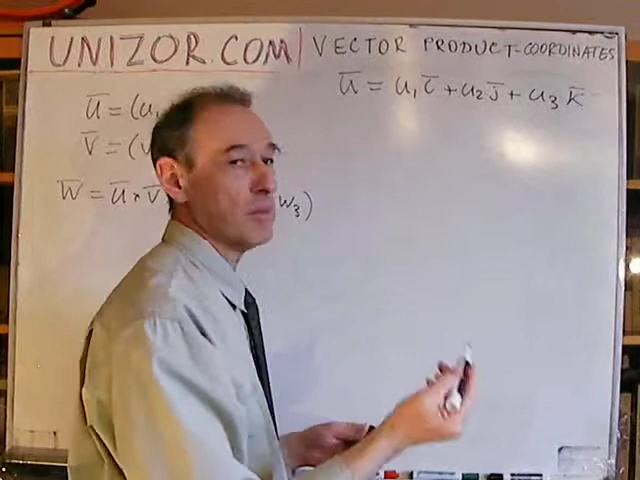 UNIZOR.COM | VECTOR PRODUCT-COORDINATES
ū = u₁ī + u₂j̄ + u₃k̄
ū = (u₁
v̄ = (v
w̄ = ū × v̄ w₃)